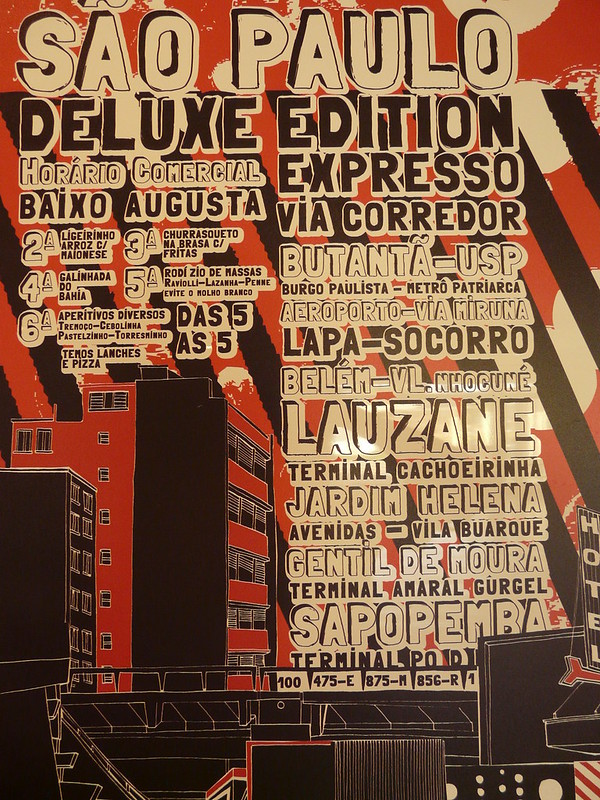 SÃO PAULO
DELUXE EDITION
HORÁRIO COMERCIAL
BAIXO AUGUSTA
2ª LIGEIRINHO
ARROZ C/
MAIONESE
3ª CHURRASQUETO
NA BRASA C/
FRITAS
4ª GALINHADA
DO
BAHIA
5ª RODÍZIO DE MASSAS
RAVIOLLI-LAZANHA-PENNE
EVITE O MOLHO BRANCO
6ª APERITIVOS DIVERSOS
TREMOÇO-CEBOLINHA
PASTELZINHO-TORRESMINHO
DAS 5
AS 5
TEMOS LANCHES
E PIZZA
EXPRESSO
VIA CORREDOR
BUTANTÃ-USP
BURGO PAULISTA - METRÔ PATRIARCA
AEROPORTO-VIA MIRUNA
LAPA-SOCORRO
BELÉM-VL. NHOCUNÉ
LAUZANE
TERMINAL CACHOEIRINHA
JARDIM HELENA
AVENIDAS - VILA BUARQUE
GENTIL DE MOURA
TERMINAL AMARAL GURGEL
SAPOPEMBA
TERMINAL
100 475-E 875-M 856-R 1
HOTEL